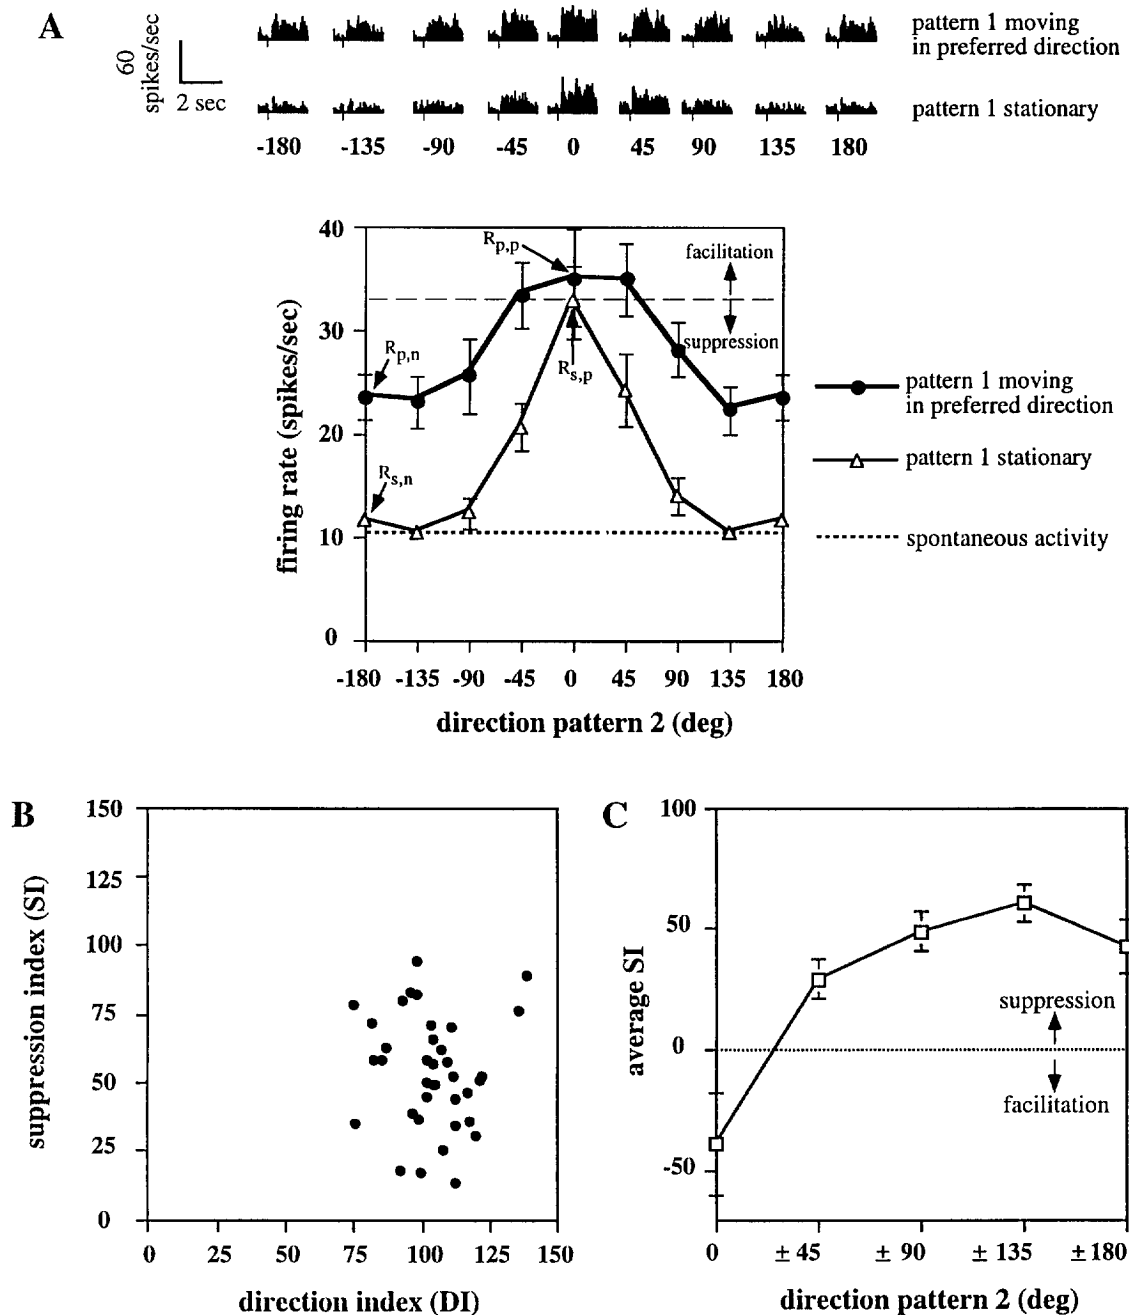 A
60
spikes/sec
2 sec
pattern 1 moving
in preferred direction
pattern 1 stationary
-180 -135 -90 -45 0 45 90 135 180
40
30
20
10
0
firing rate (spikes/sec)
Rp,p
Rp,n
Rs,p
Rs,n
facilitation
suppression
-180 -135 -90 -45 0 45 90 135 180
direction pattern 2 (deg)
pattern 1 moving
in preferred direction
pattern 1 stationary
spontaneous activity
B
150
125
100
75
50
25
0
suppression index (SI)
0 25 50 75 100 125 150
direction index (DI)
C
100
50
0
-50
average SI
suppression
facilitation
0 ± 45 ± 90 ± 135 ± 180
direction pattern 2 (deg)